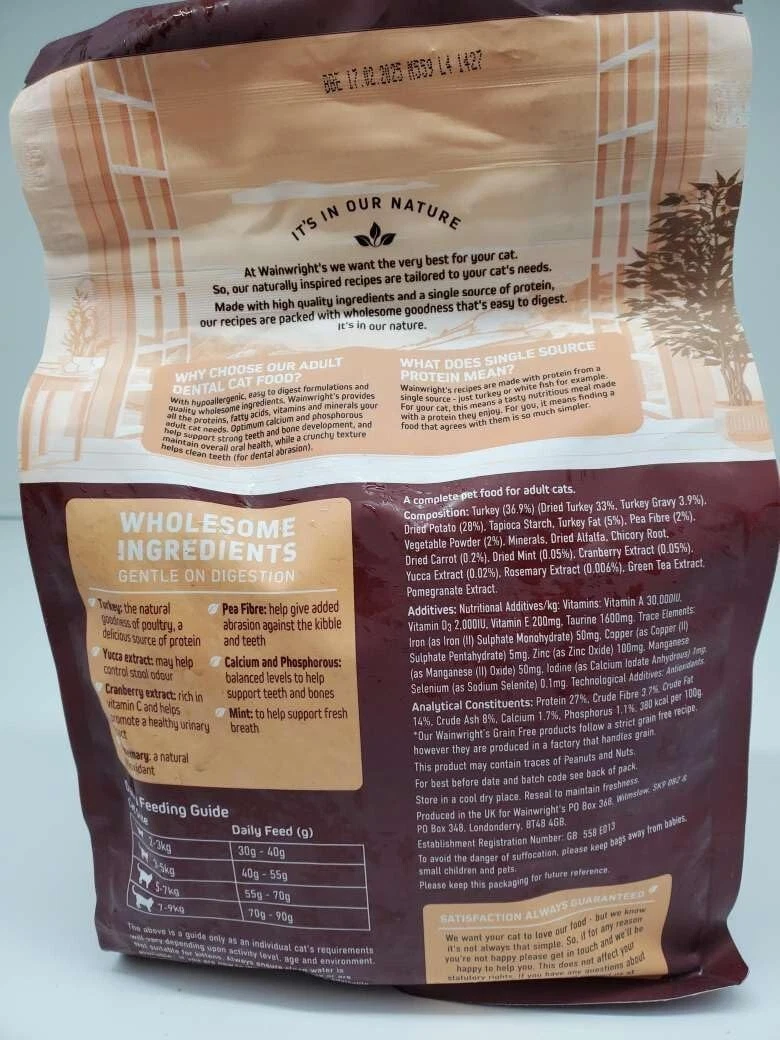 BBE 17.02.2025 M559 L4 1427
IT'S IN OUR NATURE
At Wainwright's we want the very best for your cat.
So, our naturally inspired recipes are tailored to your cat's needs.
Made with high quality ingredients and a single source of protein,
our recipes are packed with wholesome goodness that's easy to digest.
It's in our nature.
WHY CHOOSE OUR ADULT
DENTAL CAT FOOD?
With hypoallergenic, easy to digest formulations and
quality wholesome ingredients, Wainwright's provides
all the proteins, fatty acids, vitamins and minerals your
adult cat needs. Optimum calcium and phosphorous
help support strong teeth and bone development, and
maintain overall oral health, while a crunchy texture
helps clean teeth (for dental abrasion).
WHAT DOES SINGLE SOURCE
PROTEIN MEAN?
Wainwright's recipes are made with protein from a
single source - just turkey or white fish for example.
For your cat, this means a tasty nutritious meal made
with a protein they enjoy. For you, it means finding a
food that agrees with them is so much simpler.
WHOLESOME
INGREDIENTS
GENTLE ON DIGESTION
Turkey: the natural
goodness of poultry, a
delicious source of protein
Yucca extract: may help
control stool odour
Cranberry extract: rich in
vitamin C and helps
promote a healthy urinary
Pea Fibre: help give added
abrasion against the kibble
and teeth
Calcium and Phosphorous:
balanced levels to help
support teeth and bones
Mint: to help support fresh
breath
a natural
Feeding Guide
Daily Feed (g)
2-3kg 30g - 40g
3-5kg 40g - 55g
5-7kg 55g - 70g
7-9kg 70g - 90g
The above is a guide only as an individual cat's requirements
will vary depending upon activity level, age and environment.
Not suitable for kittens. Always ensure clean water is
A complete pet food for adult cats.
Composition: Turkey (36.9%) (Dried Turkey 33%, Turkey Gravy 3.9%),
Dried Potato (28%), Tapioca Starch, Turkey Fat (5%), Pea Fibre (2%),
Vegetable Powder (2%), Minerals, Dried Alfalfa, Chicory Root,
Dried Carrot (0.2%), Dried Mint (0.05%), Cranberry Extract (0.05%),
Yucca Extract (0.02%), Rosemary Extract (0.006%), Green Tea Extract,
Pomegranate Extract.
Additives: Nutritional Additives/kg: Vitamins: Vitamin A 30,000IU,
Vitamin D3 2,000IU, Vitamin E 200mg, Taurine 1600mg. Trace Elements:
Iron (as Iron (II) Sulphate Monohydrate) 50mg, Copper (as Copper (II)
Sulphate Pentahydrate) 5mg, Zinc (as Zinc Oxide) 100mg, Manganese
(as Manganese (II) Oxide) 50mg, Iodine (as Calcium Iodate Anhydrous) 1mg,
Selenium (as Sodium Selenite) 0.1mg. Technological Additives: Antioxidants.
Analytical Constituents: Protein 27%, Crude Fibre 3.7%, Crude Fat
14%, Crude Ash 8%, Calcium 1.7%, Phosphorus 1.1%. 380 kcal per 100g.
*Our Wainwright's Grain Free products follow a strict grain free recipe,
however they are produced in a factory that handles grain.
This product may contain traces of Peanuts and Nuts.
For best before date and batch code see back of pack.
Store in a cool dry place. Reseal to maintain freshness.
Produced in the UK for Wainwright's PO Box 368, Wilmslow, SK9 0BZ &
PO Box 348, Londonderry, BT48 4GB.
Establishment Registration Number: GB 558 E013
To avoid the danger of suffocation, please keep bags away from babies,
small children and pets.
Please keep this packaging for future reference.
SATISFACTION ALWAYS GUARANTEED
We want your cat to love our food - but we know
it's not always that simple. So, if for any reason
you're not happy please get in touch and we'll be
happy to help you. This does not affect your
statutory rights. If you have any questions about